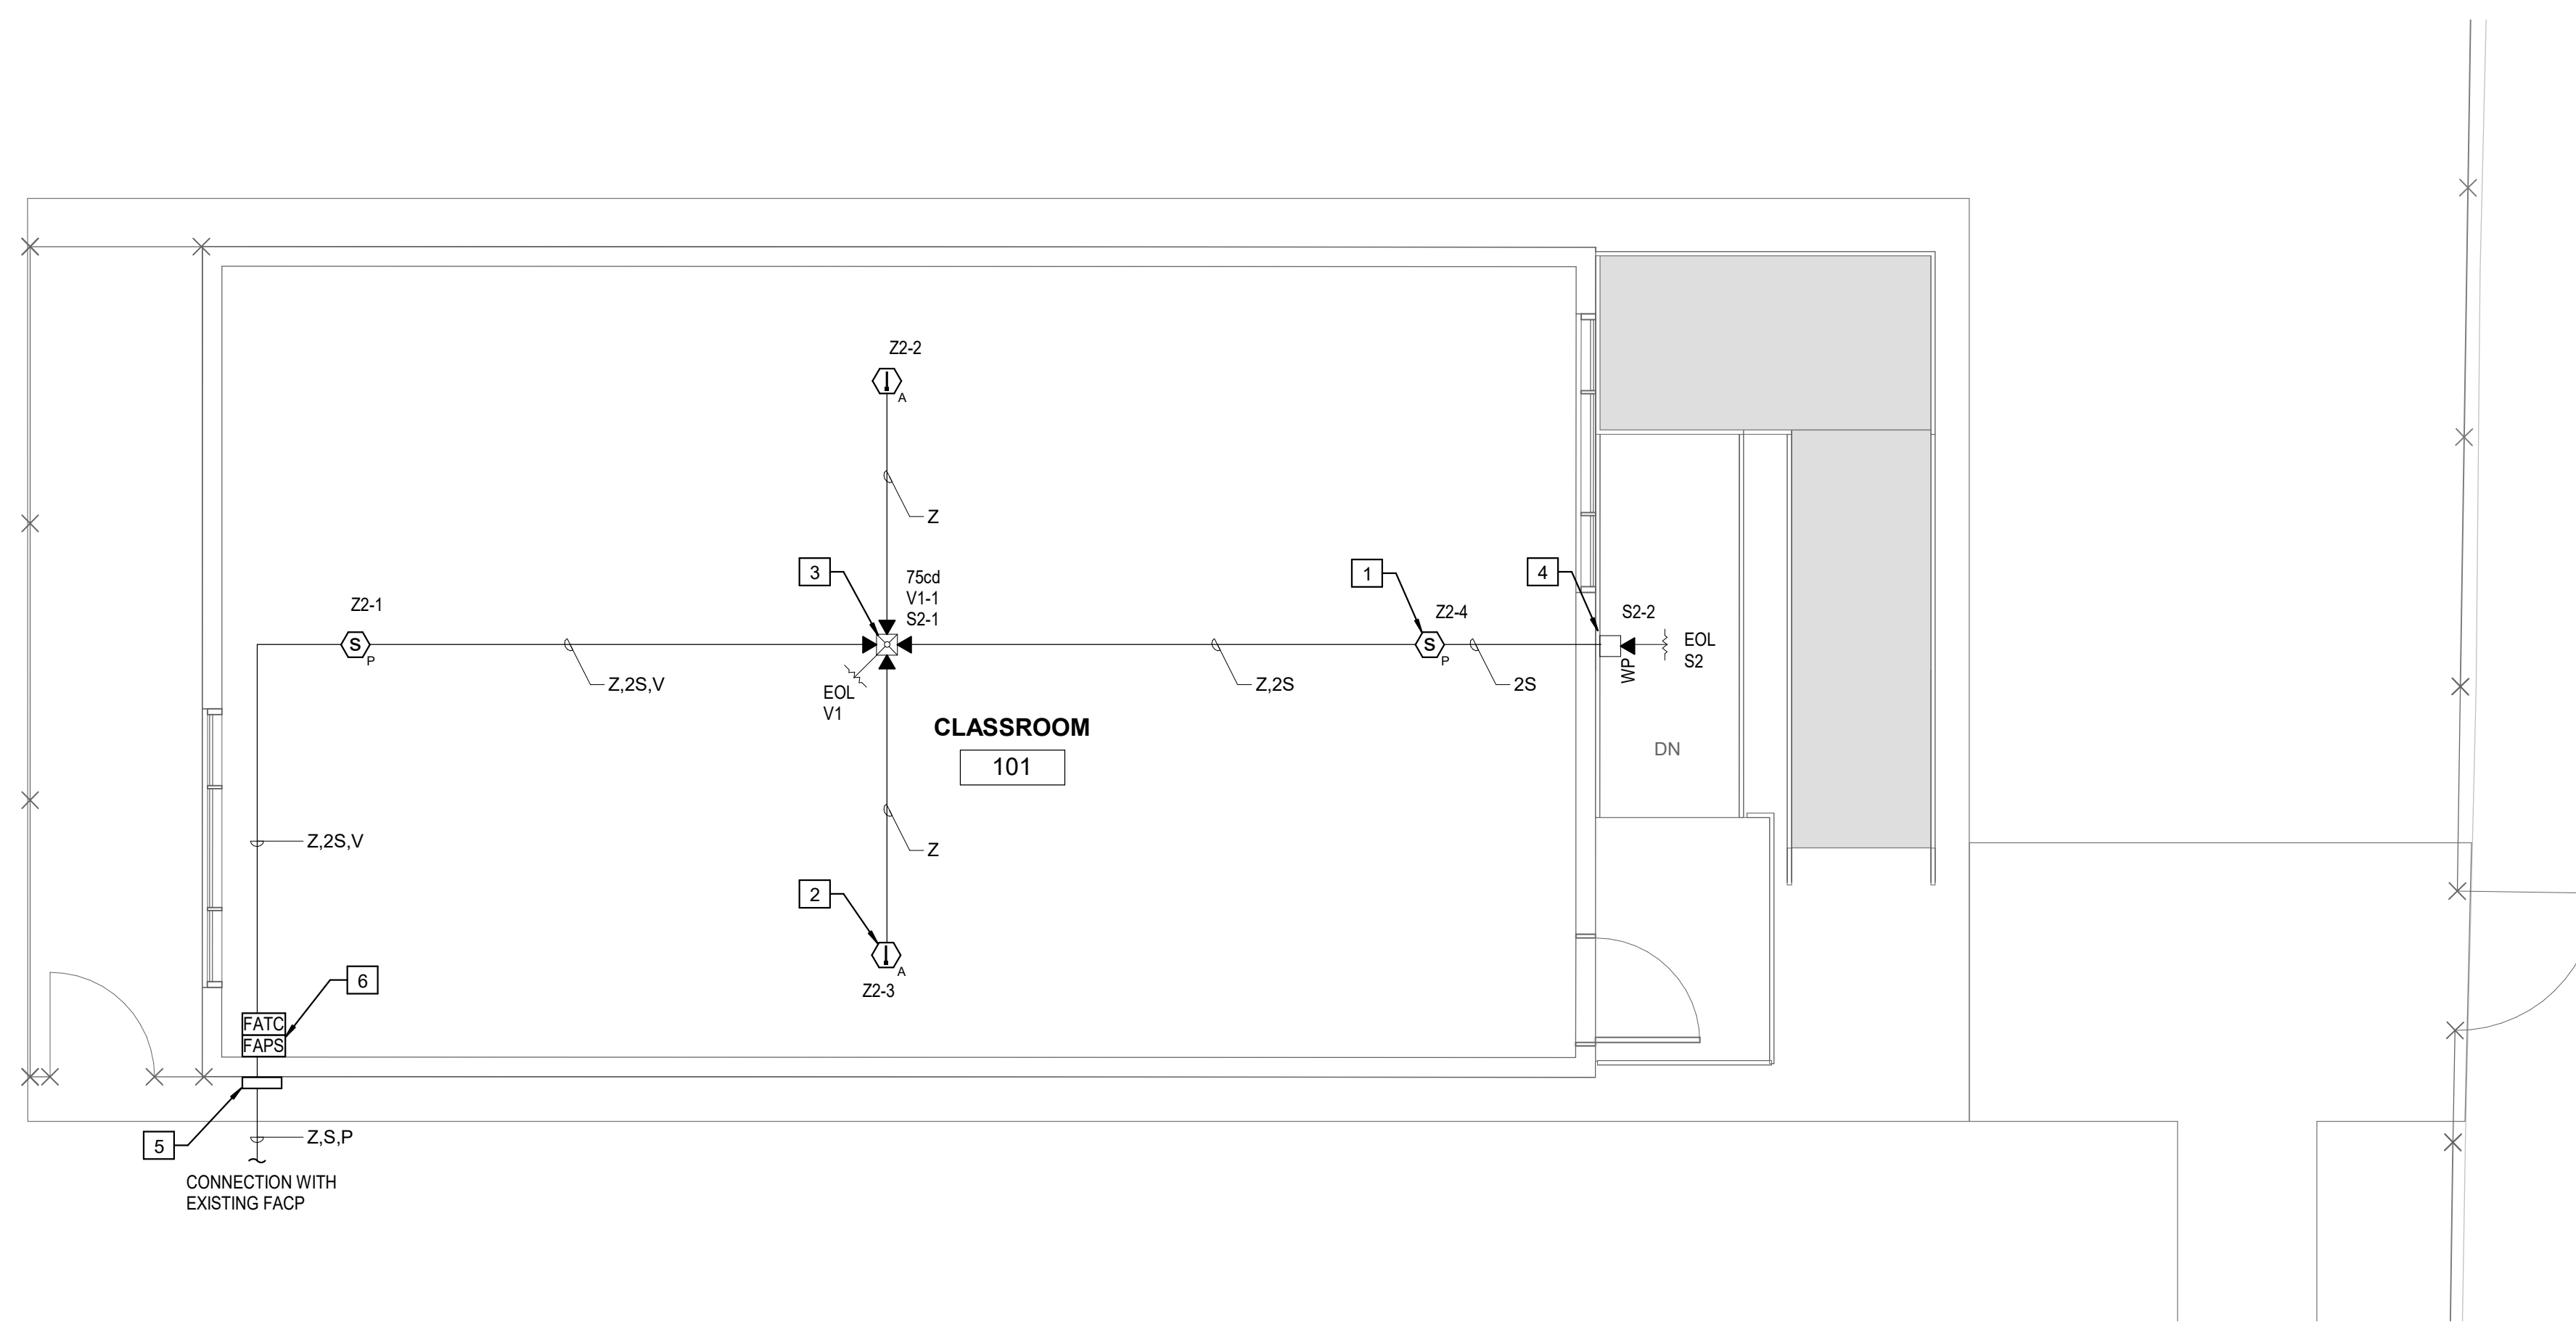 Z2-2
A
Z
3
75cd
V1-1
S2-1
1
4
Z2-1
S
P
Z2-4
S
P
S2-2
EOL
S2
WP
Z,2S,V
Z,2S
2S
EOL
V1
CLASSROOM
101
DN
Z,2S,V
Z
2
A
Z2-3
6
FATC
FAPS
5
Z,S,P
CONNECTION WITH
EXISTING FACP